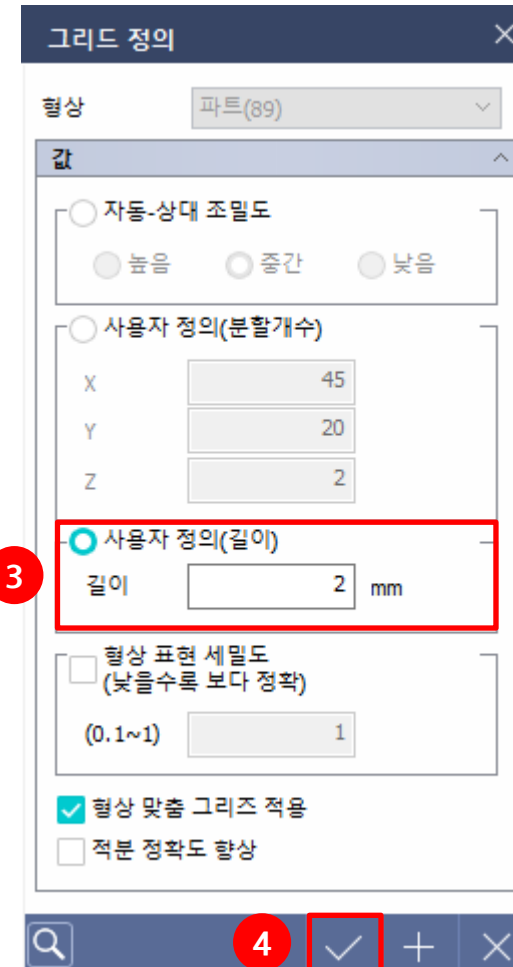 그리드 정의
형상 파트(89)
값
자동-상대 조밀도
높음 중간 낮음
사용자 정의(분할개수)
X 45
Y 20
Z 2
사용자 정의(길이)
3
길이 2 mm
형상 표현 세밀도
(낮을수록 보다 정확)
(0.1~1) 1
형상 맞춤 그리즈 적용
적분 정확도 향상
4